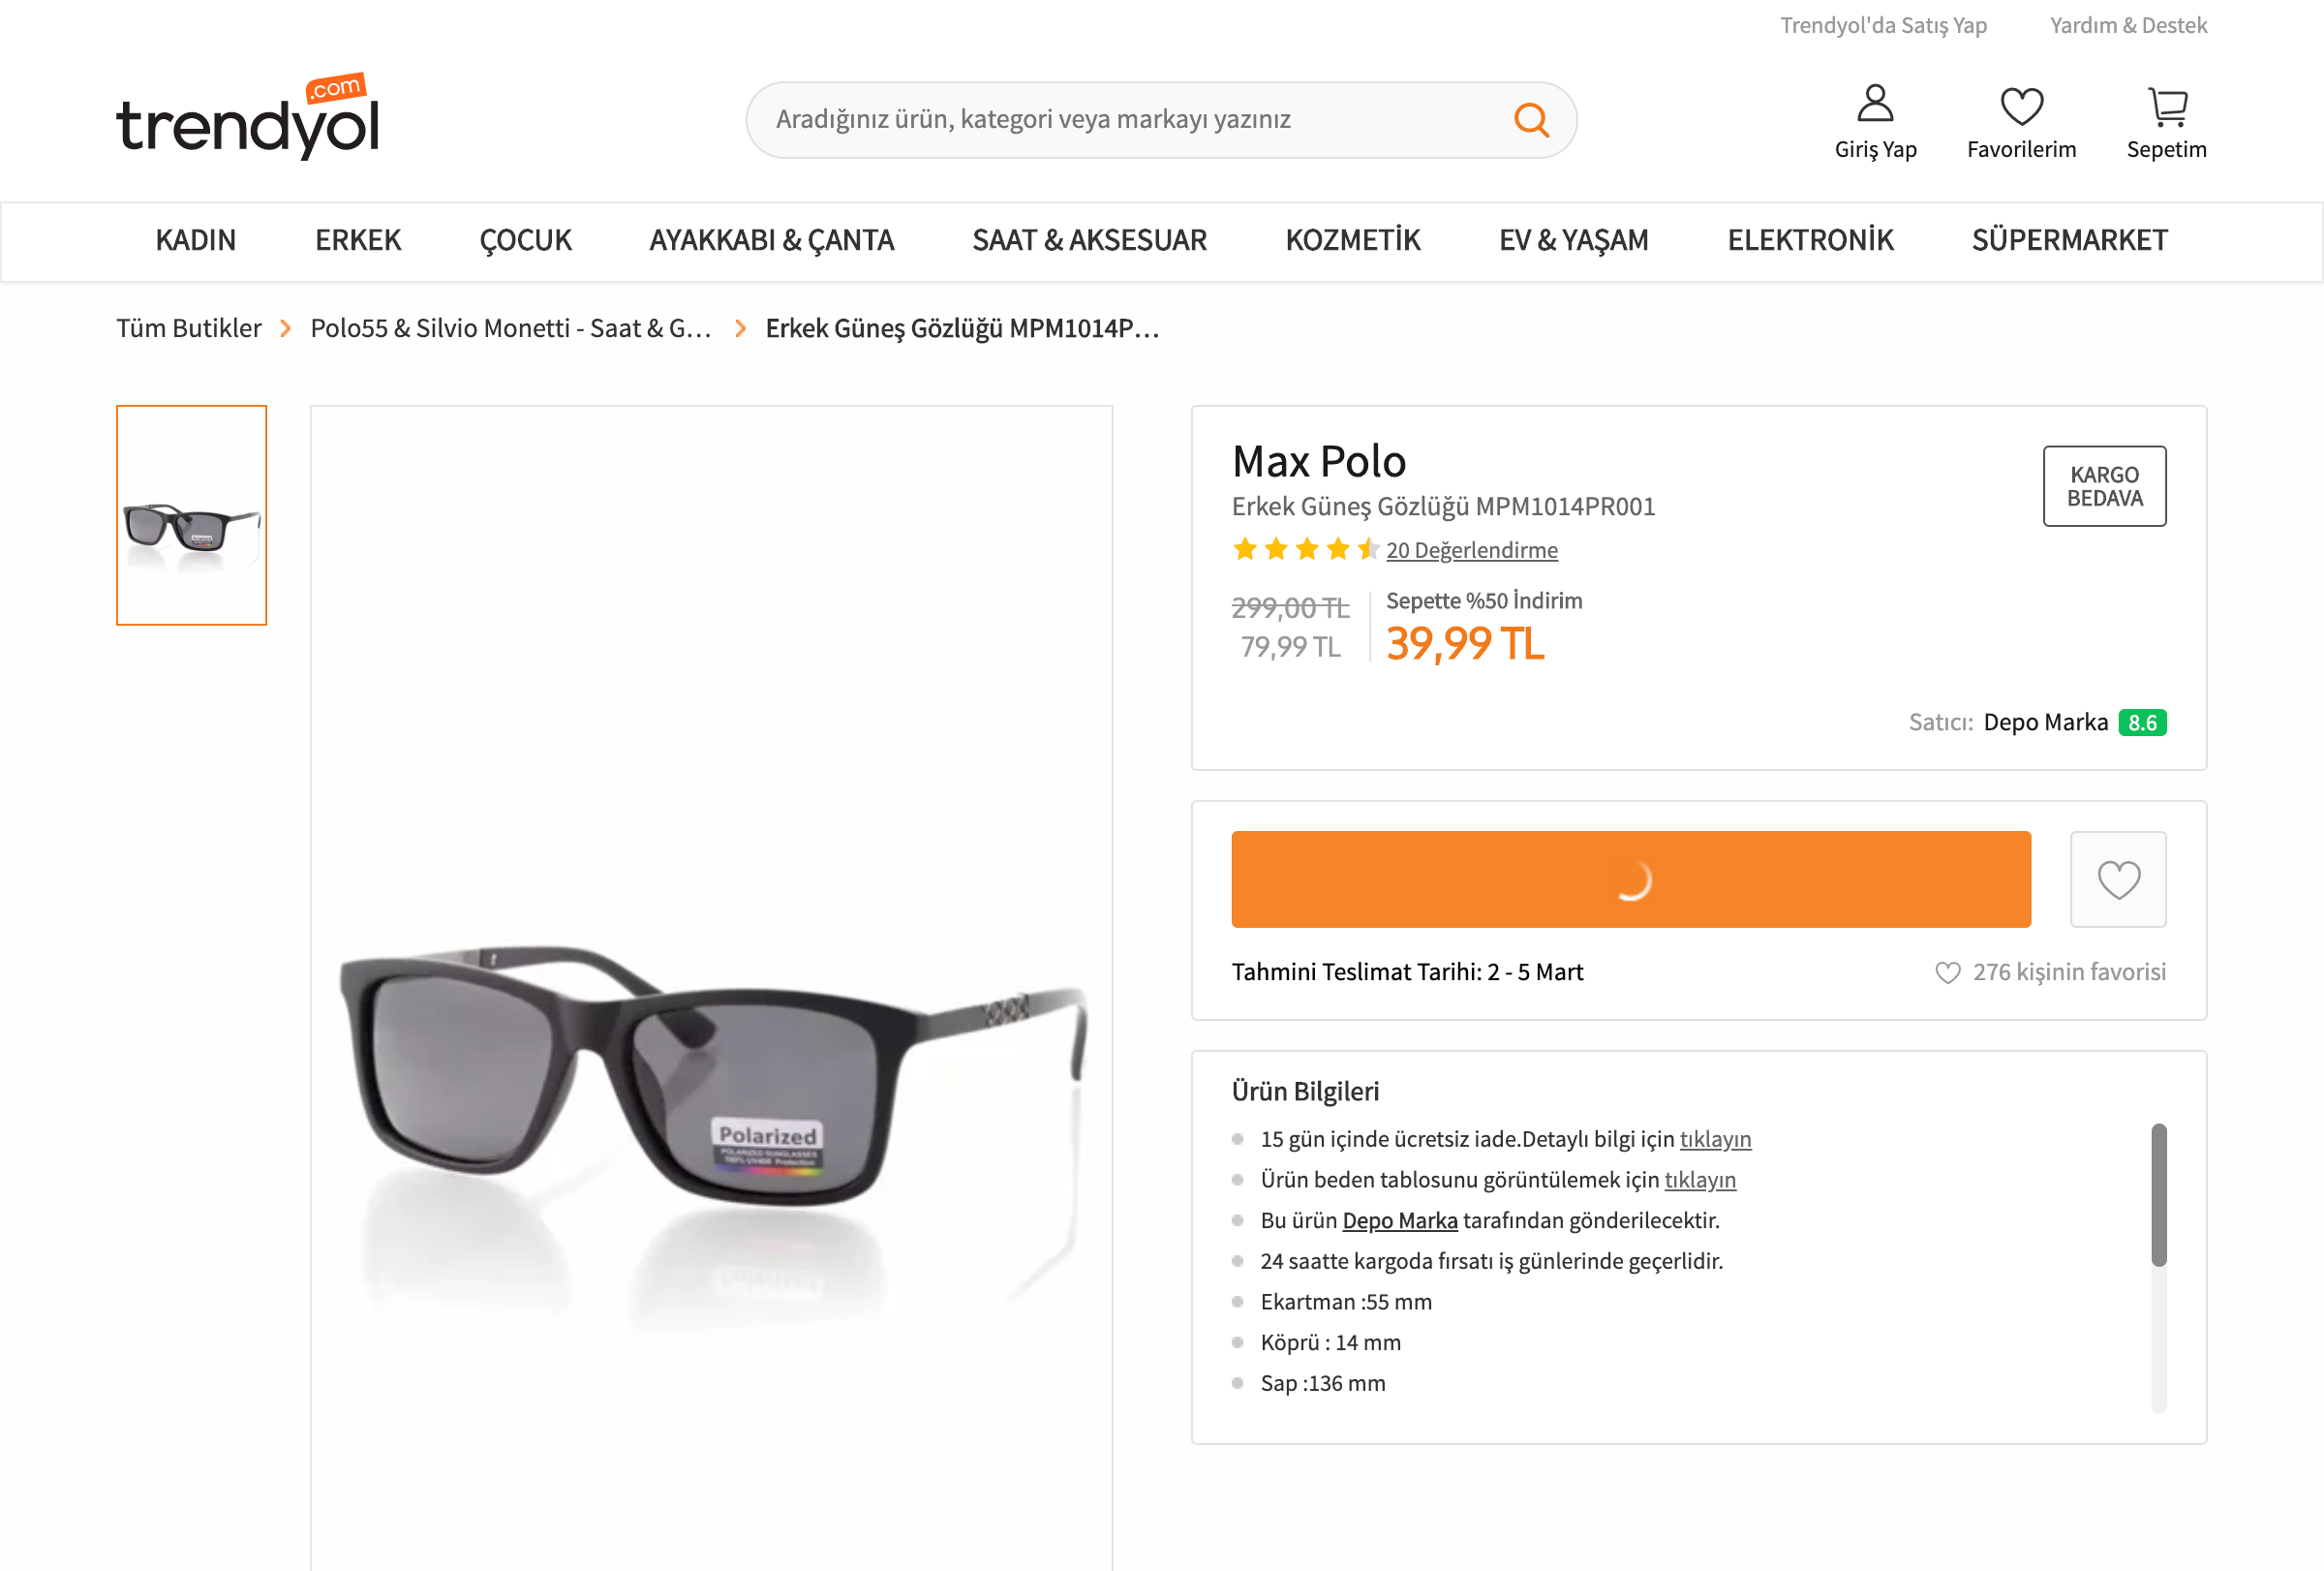 Trendyol'da Satış Yap
Yardım & Destek
trendyol
.com
Aradığınız ürün, kategori veya markayı yazınız
Giriş Yap
Favorilerim
Sepetim
KADIN
ERKEK
ÇOCUK
AYAKKABI & ÇANTA
SAAT & AKSESUAR
KOZMETİK
EV & YAŞAM
ELEKTRONİK
SÜPERMARKET
Tüm Butikler
Polo55 & Silvio Monetti - Saat & G...
Erkek Güneş Gözlüğü MPM1014P...
Max Polo
KARGO
BEDAVA
Erkek Güneş Gözlüğü MPM1014PR001
20 Değerlendirme
299,00 TL
79,99 TL
Sepette %50 İndirim
39,99 TL
Satıcı: Depo Marka 8.6
Tahmini Teslimat Tarihi: 2 - 5 Mart
276 kişinin favorisi
Polarized
POLARIZED SUNGLASSES
Protection
Ürün Bilgileri
15 gün içinde ücretsiz iade.Detaylı bilgi için tıklayın
Ürün beden tablosunu görüntülemek için tıklayın
Bu ürün Depo Marka tarafından gönderilecektir.
24 saatte kargoda fırsatı iş günlerinde geçerlidir.
Ekartman :55 mm
Köprü : 14 mm
Sap :136 mm